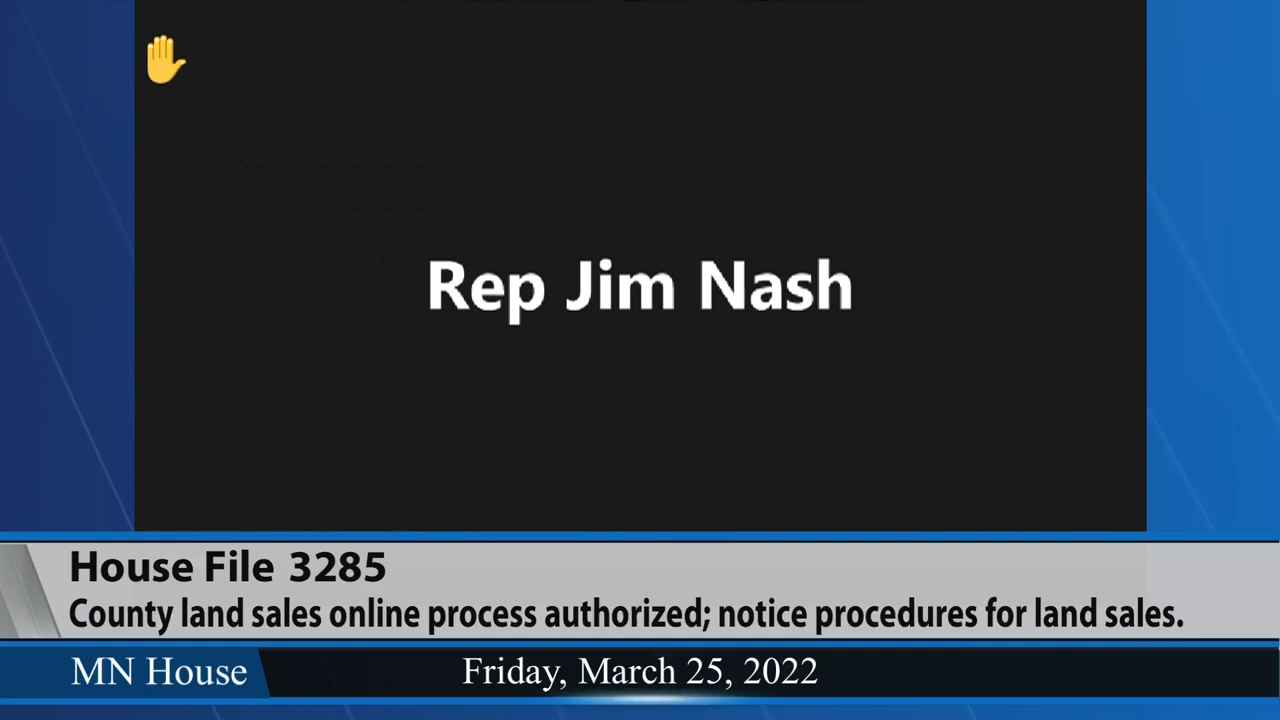 Rep Jim Nash
House File 3285
County land sales online process authorized; notice procedures for land sales.
MN House
Friday, March 25, 2022